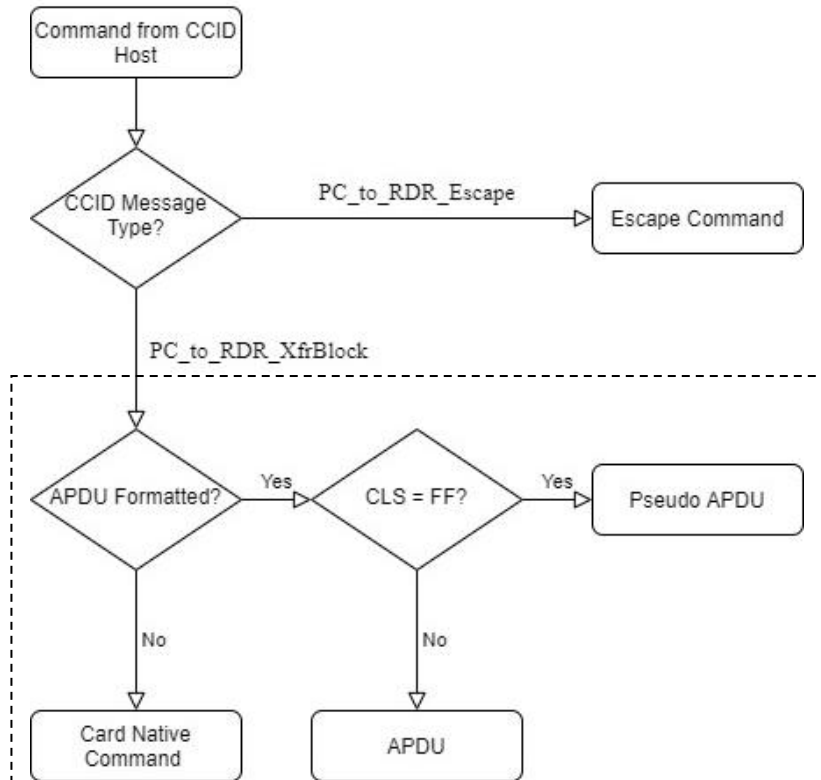 Command from CCID
Host
CCID Message
Type?
PC_to_RDR_Escape
Escape Command
PC_to_RDR_XfrBlock
APDU Formatted?
Yes
CLS = FF?
Yes
Pseudo APDU
No
No
Card Native
Command
APDU